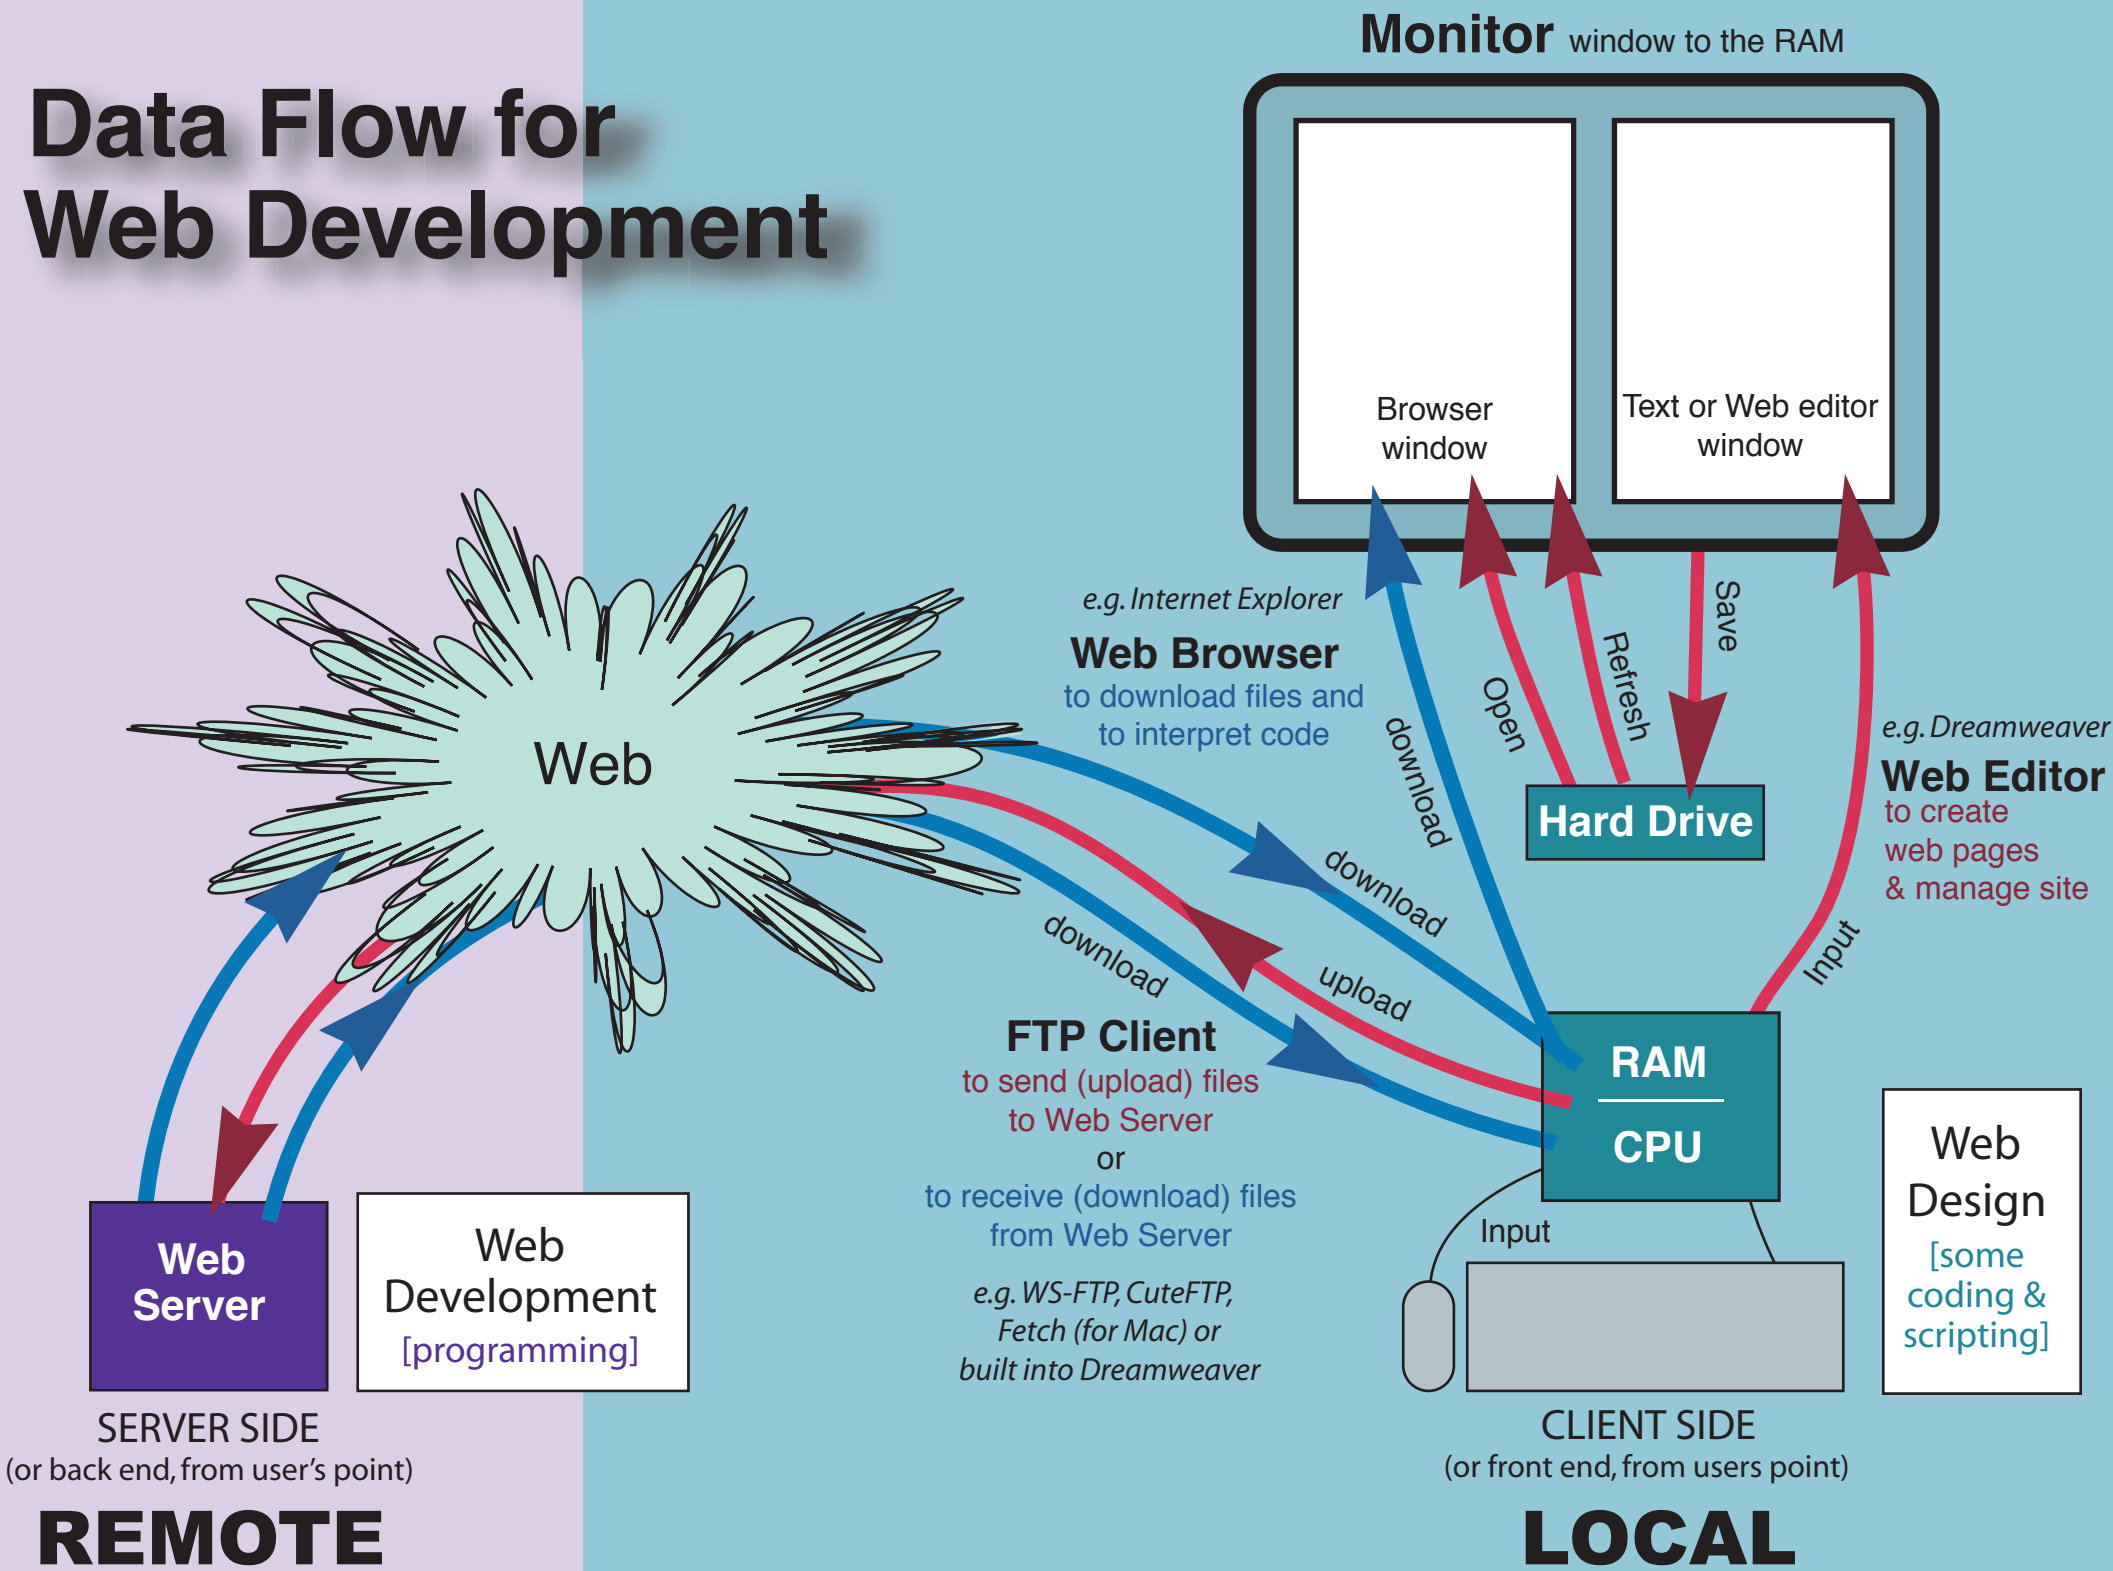 Data Flow for
Web Development
Monitor window to the RAM
Browser
window
Text or Web editor
window
e.g. Internet Explorer
Web Browser
to download files and
to interpret code
download
Open
Refresh
Save
Hard Drive
e.g. Dreamweaver
Web Editor
to create
web pages
& manage site
Input
Web
download
download
upload
FTP Client
to send (upload) files
to Web Server
or
to receive (download) files
from Web Server
e.g. WS-FTP, CuteFTP,
Fetch (for Mac) or
built into Dreamweaver
RAM
CPU
Input
Web
Design
[some
coding &
scripting]
Web
Server
Web
Development
[programming]
SERVER SIDE
(or back end, from user's point)
REMOTE
CLIENT SIDE
(or front end, from users point)
LOCAL